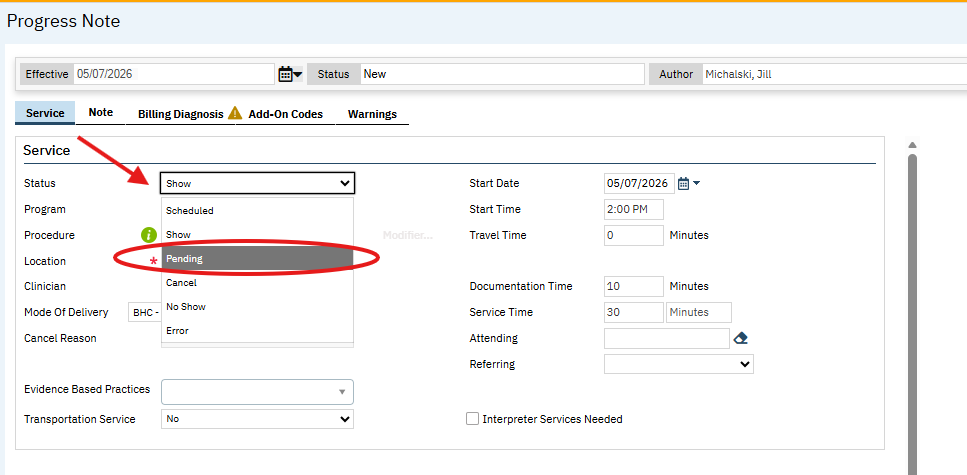 Progress Note
Effective 05/07/2026 Status New Author Michalski, Jill
Service Note Billing Diagnosis Add-On Codes Warnings
Service
Status Show Start Date 05/07/2026
Scheduled
Program Start Time 2:00 PM
Show
Procedure Modifier... Travel Time 0 Minutes
Pending
Location *
Cancel
Clinician Documentation Time 10 Minutes
No Show
Mode Of Delivery BHC - Service Time 30 Minutes
Error
Cancel Reason Attending
Referring
Evidence Based Practices
Transportation Service No Interpreter Services Needed